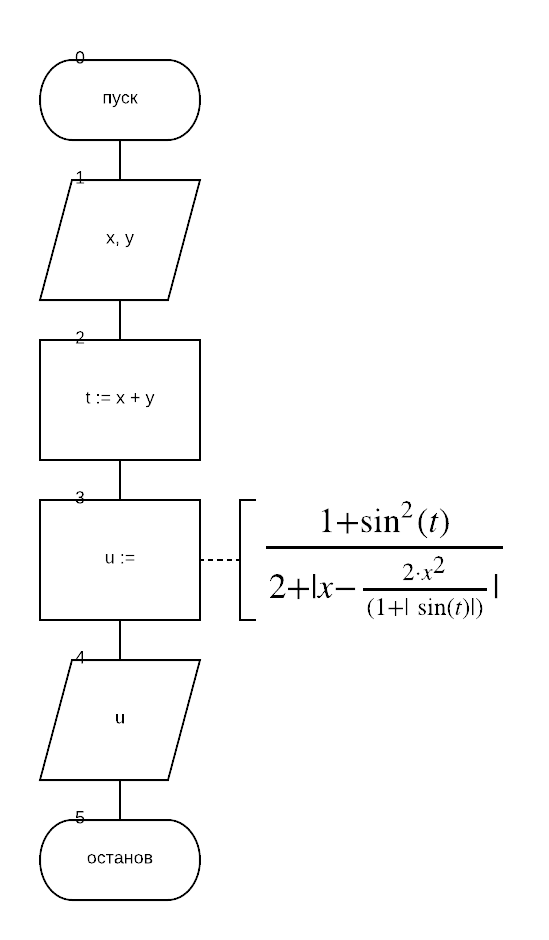 0
пуск
1
x, y
2
t := x + y
3
u :=
1+sin²(t)
2+|x− 2·x² 
(1+| sin(t)|) |
4
u
5
останов